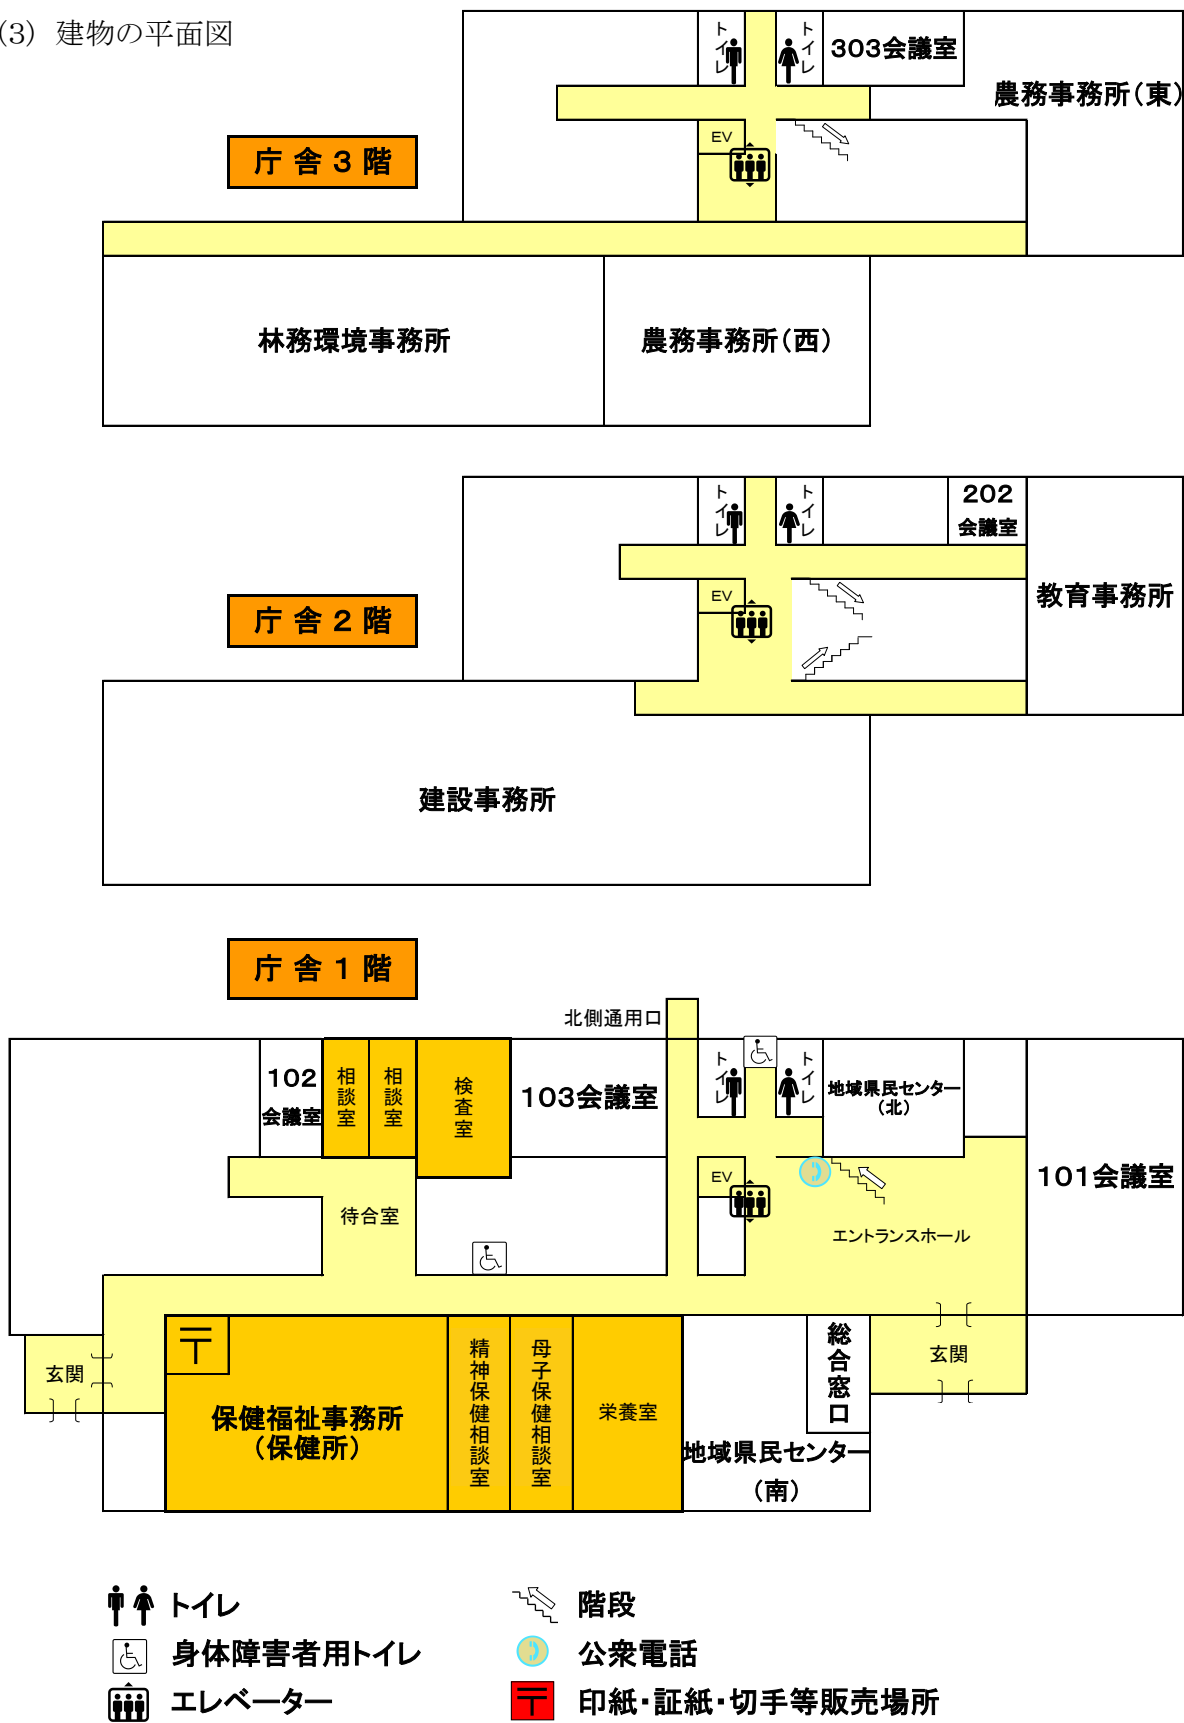 (3) 建物の平面図
トイレ
トイレ
303会議室
農務事務所(東)
EV
庁舎3階
林務環境事務所
農務事務所(西)
トイレ
トイレ
202
会議室
EV
教育事務所
庁舎2階
建設事務所
庁舎1階
北側通用口
102
会議室
相談室
相談室
検査室
103会議室
トイレ
トイレ
地域県民センター
(北)
EV
101会議室
待合室
エントランスホール
玄関
〒
保健福祉事務所
(保健所)
精神保健相談室
母子保健相談室
栄養室
総合窓口
玄関
地域県民センター
(南)
トイレ
階段
身体障害者用トイレ
公衆電話
エレベーター
〒 印紙・証紙・切手等販売場所